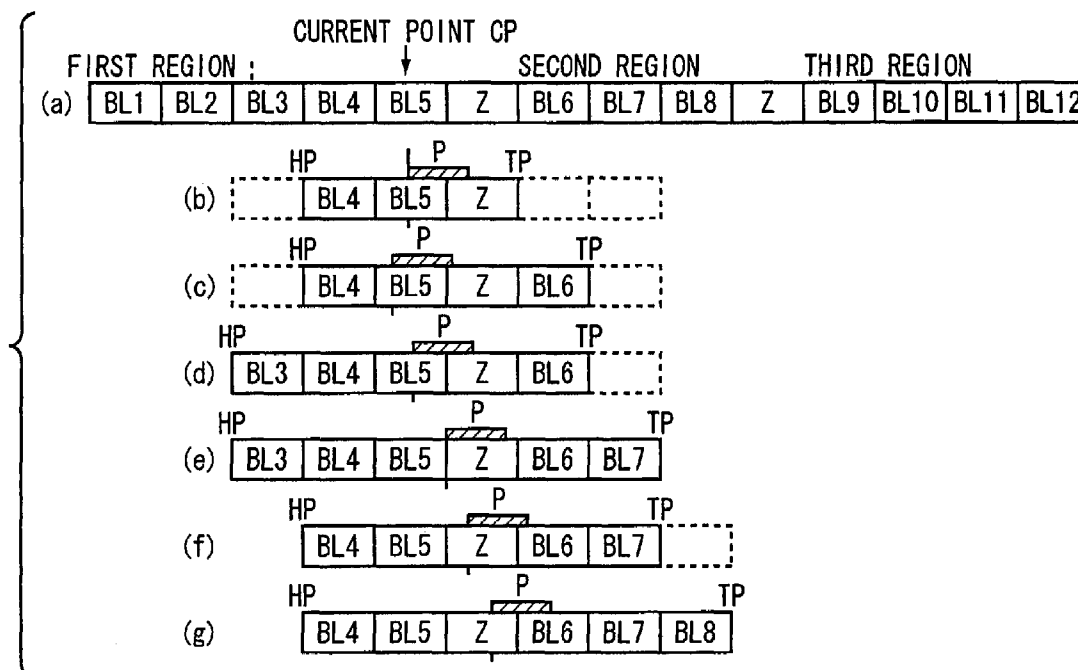 CURRENT POINT CP
FIRST REGION SECOND REGION THIRD REGION
(a) BL1 BL2 BL3 BL4 BL5 Z BL6 BL7 BL8 Z BL9 BL10 BL11 BL12
HP P TP
(b) BL4 BL5 Z
HP P TP
(c) BL4 BL5 Z BL6
HP P TP
(d) BL3 BL4 BL5 Z BL6
HP P TP
(e) BL3 BL4 BL5 Z BL6 BL7
HP P TP
(f) BL4 BL5 Z BL6 BL7
HP P TP
(g) BL4 BL5 Z BL6 BL7 BL8